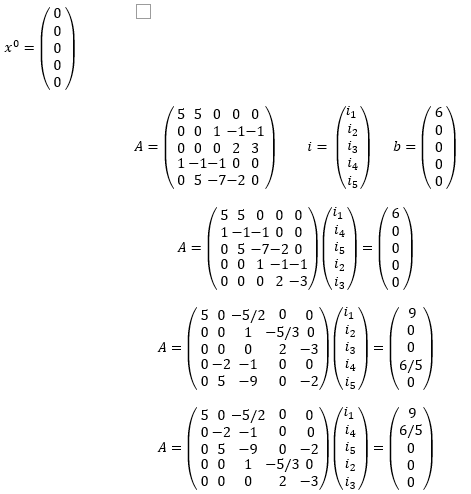 x⁰ = (0 0 0 0 0)
A = (5 5 0 0 0
0 0 1 −1−1
0 0 0 2 3
1−1−1 0 0
0 5 −7−2 0) i = (i₁ i₂ i₃ i₄ i₅) b = (6 0 0 0 0)
A = (5 5 0 0 0
1−1−1 0 0
0 5 −7−2 0
0 0 1 −1−1
0 0 0 2 −3) (i₁ i₄ i₅ i₂ i₃) = (6 0 0 0 0)
A = (5 0 −5/2 0 0
0 0 1 −5/3 0
0 0 0 2 −3
0 −2 −1 0 0
0 5 −9 0 −2) (i₁ i₂ i₃ i₄ i₅) = (9 0 0 6/5 0)
A = (5 0 −5/2 0 0
0 −2 −1 0 0
0 5 −9 0 −2
0 0 1 −5/3 0
0 0 0 2 −3) (i₁ i₄ i₅ i₂ i₃) = (9 6/5 0 0 0)